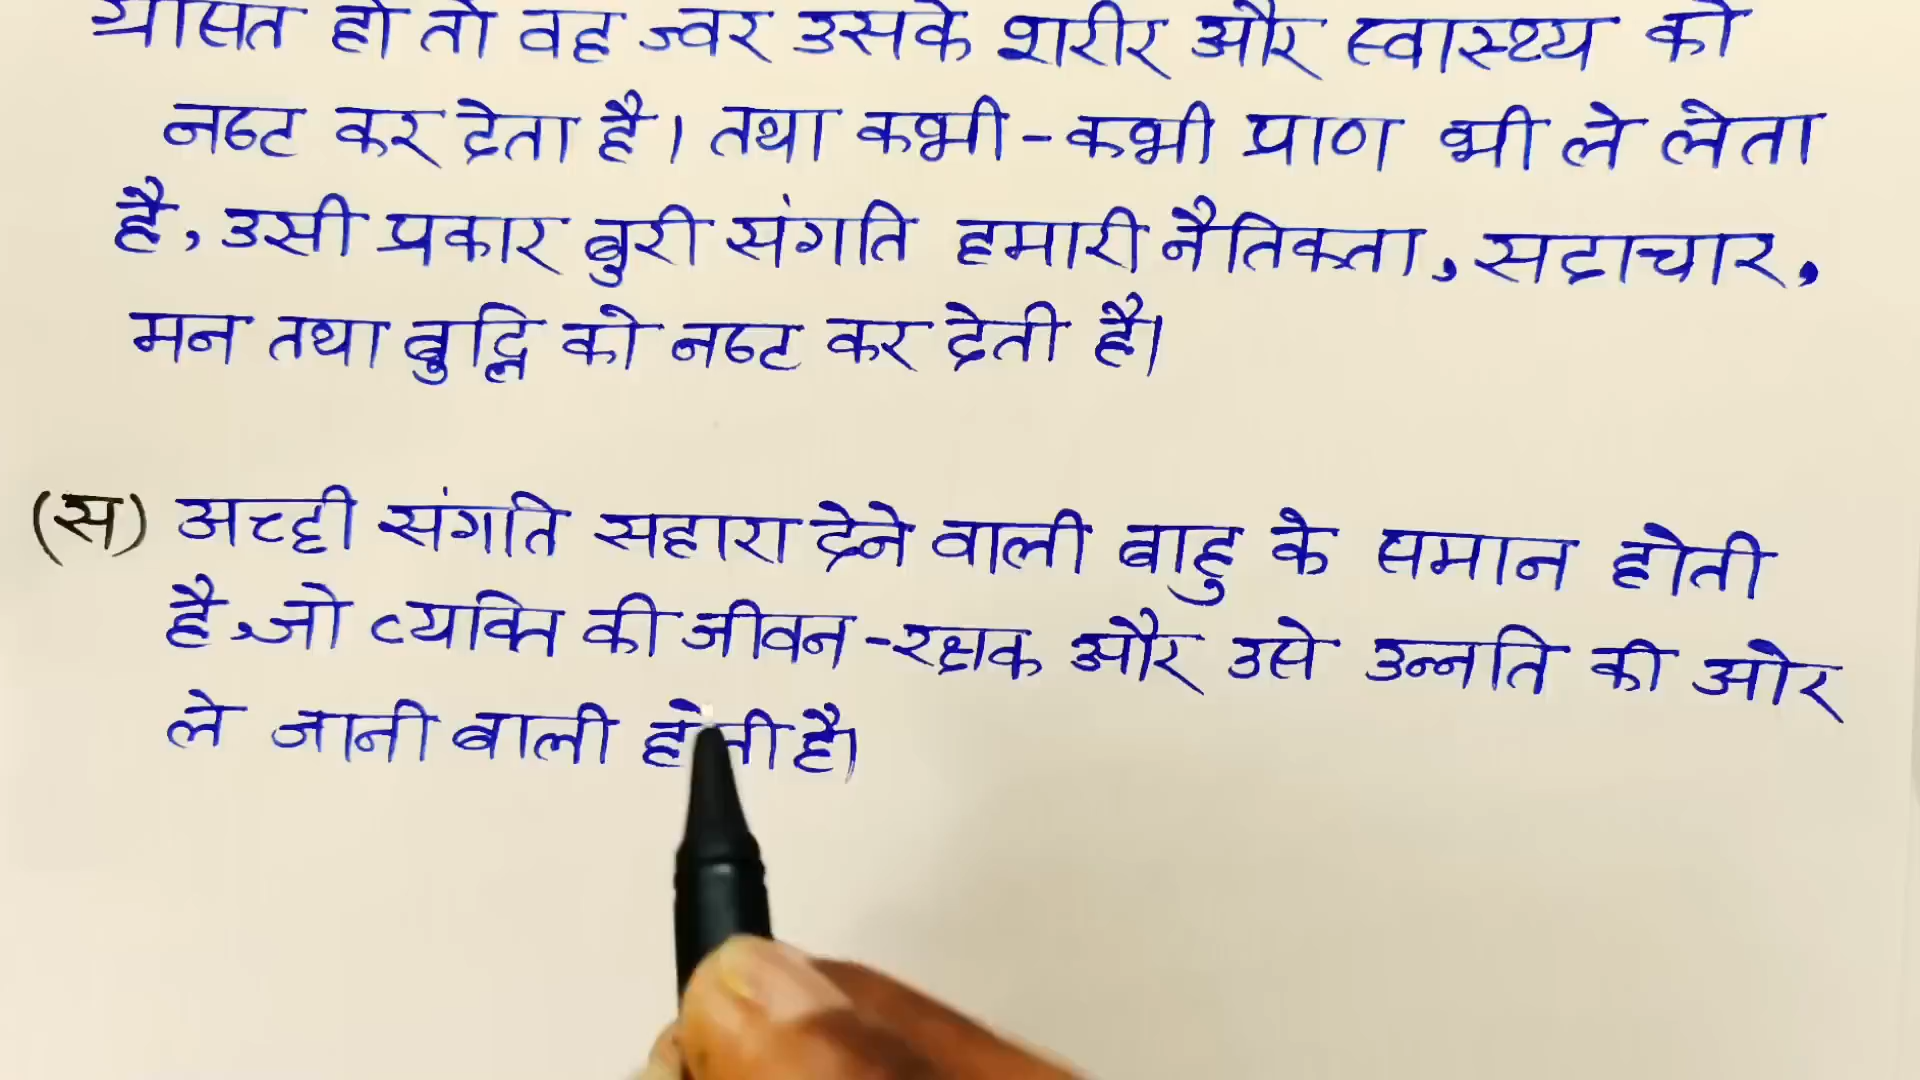 ग्रासित हो तो वह ज्वर उसके शरीर और स्वास्थ्य को
नष्ट कर देता है। तथा कभी-कभी प्राण भी ले लेता
है, उसी प्रकार बुरी संगति हमारी नैतिकता, सदाचार,
मन तथा बुद्धि को नष्ट कर देती है।
(स) अच्छी संगति सहारा देने वाली बाहु के समान होती
है, जो व्यक्ति की जीवन-रक्षक और उसे उन्नति की ओर
ले जानी बाली होती है।